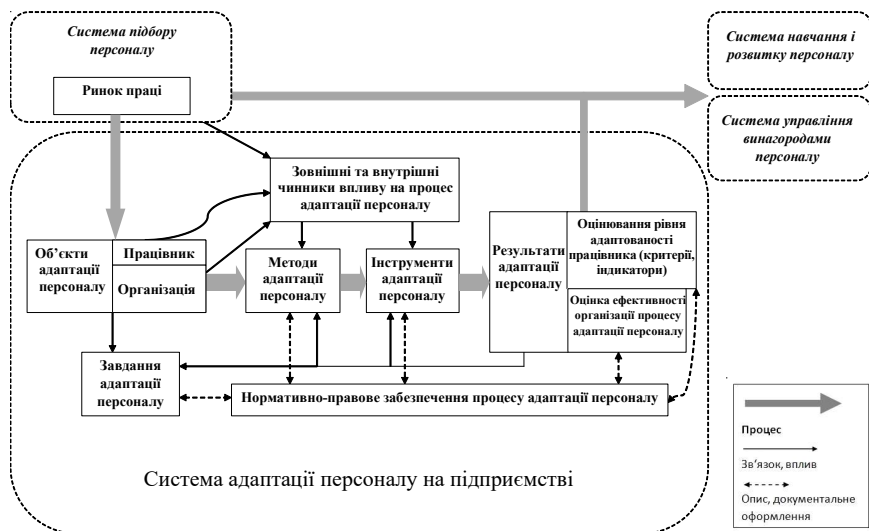 Система підбору
персоналу
Ринок праці
Система навчання і
розвитку персоналу
Система управління
винагородами
персоналу
Зовнішні та внутрішні
чинники впливу на процес
адаптації персоналу
Об’єкти
адаптації
персоналу
Працівник
Організація
Методи
адаптації
персоналу
Інструменти
адаптації
персоналу
Результати
адаптації
персоналу
Оцінювання рівня
адаптованості
працівника (критерії,
індикатори)
Оцінка ефективності
організації процесу
адаптації персоналу
Завдання
адаптації
персоналу
Нормативно-правове забезпечення процесу адаптації персоналу
Система адаптації персоналу на підприємстві
Процес
Зв’язок, вплив
Опис, документальне
оформлення